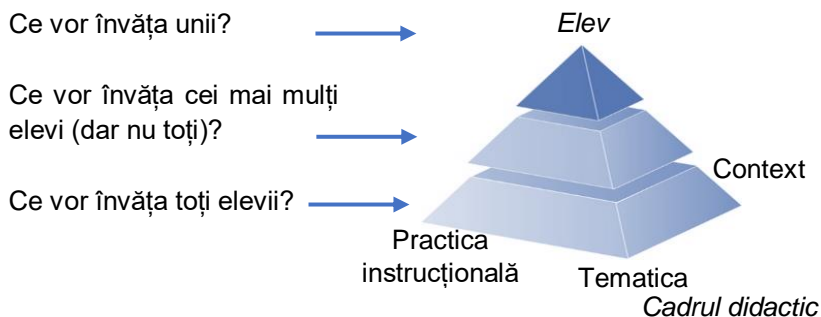 Ce vor învăța unii?
Elev
Ce vor învăța cei mai mulți
elevi (dar nu toți)?
Context
Ce vor învăța toți elevii?
Practica
instrucțională
Tematica
Cadrul didactic